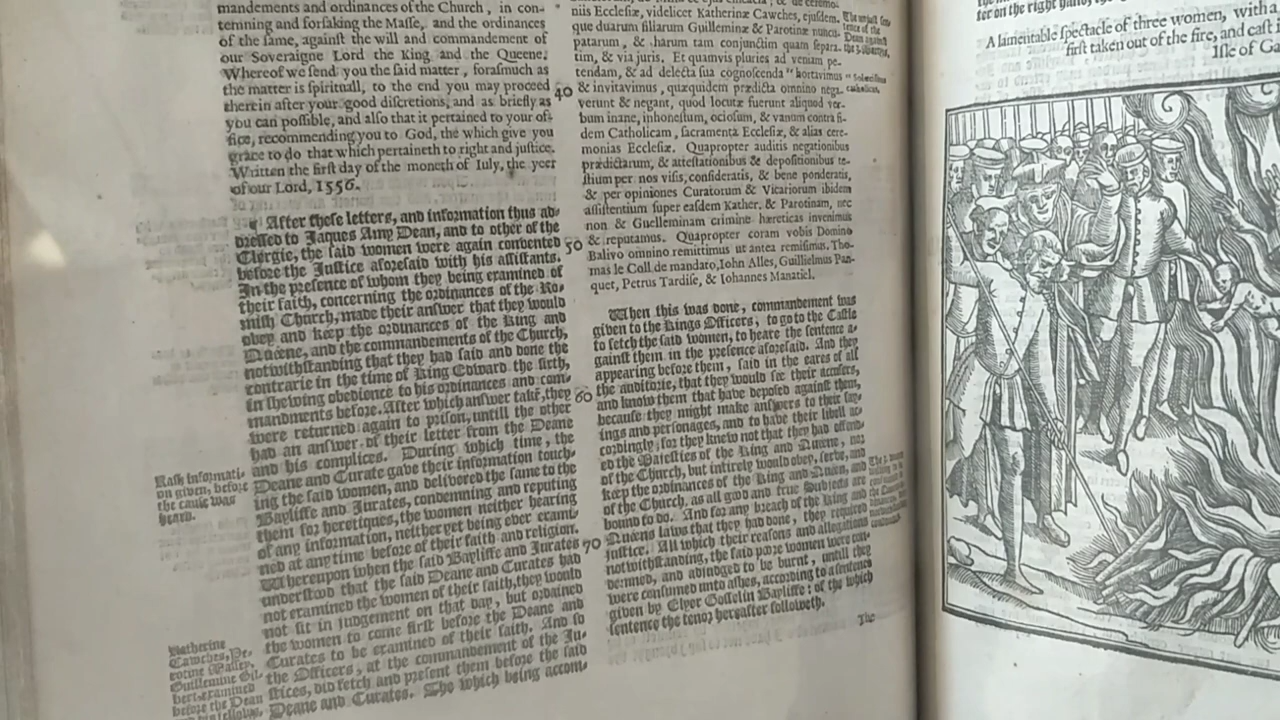 mandements and ordinances of the Church, in con-
temning and forsaking the Masse, and the ordinances
of the same, against the will and commandement of
our Soveraigne Lord the King and the Queene.
Whereof we send you the said matter, forasmuch as
the matter is spirituall, to the end you may proceed
therein after your good discretions, and as briefly as
you can possible, and also that it pertained to your of-
fice, recommending you to God, the which give you
grace to do that which pertaineth to right and justice.
Written the first day of the moneth of Iuly, the yeer
of our Lord, 1556.
¶ After these letters, and information thus ad-
dressed to Jaques Amy Dean, and to other of the
Clergie, the said women were again convented
before the Justice aforesaid with his assistants.
In the presence of whom they being examined of
their faith, concerning the ordinances of the Ro-
mish Church, made their answer that they would
obey and keep the ordinances of the King and
Quéene, and the commandements of the Church,
notwithstanding that they had said and done the
contrarie in the time of King Edward the sixth,
in shewing obedience to his ordinances and com-
mandments before. After which answer take, they
were returned again to prison, untill the other
had an answer of their letter from the Deane
and his complices. During which time, the
Deane and Curate gave their information touch-
ing the said women, and delivered the same to the
Bayliffe and Jurates, condemning and reputing
them for heretiques, the women neither hearing
of any information, neither yet being ever exami-
ned at any time before of their faith and religion.
Whereupon when the said Bayliffe and Jurates
understood that the said Deane and Curates had
not examined the women of their faith, they would
not sit in judgement on that day, but ordained
the women to come first before the Deane and
Curates to be examined of their faith. And so
the Officers, at the commandement of the Ju-
stices, did fetch and present them before the said
Deane and Curates. The which being accom-
Rash informati-
on given, before
the cause was
heard.
Katherine
Cawches, Pe-
rotine Massey,
Guillemine Gil-
bert examined
before the Dean
40
50
60
70
niis Ecclesiæ, videlicet Katherinæ Cawches, ejusdem
que duarum filiarum Guilleminæ & Parotinæ nuncu-
patarum, & harum tam conjunctim quam separa-
tim, & via juris. Et quamvis pluries ad veniam pe-
tendam, & ad delecta sua cognoscenda hortavimus
& invitavimus, quæquidem prædicta omnino nega-
verunt & negant, quod locutæ fuerunt aliquod ver-
bum inane, inhonestum, ociosum, & vanum contra fi-
dem Catholicam, sacramenta Ecclesiæ, & alias cere-
monias Ecclesiæ. Quapropter auditis negationibus
prædictarum, & attestationibus & depositionibus te-
stium per nos visis, consideratis, & bene ponderatis,
& per opiniones Curatorum & Vicariorum ibidem
assistentium super easdem Kather. & Parotinam, nec
non & Guelleminam crimine hæreticas invenimus
& reputamus. Quapropter coram vobis Domino
Balivo omnino remittimus ut antea remisimus. Tho-
mas le Coll de mandato, Iohn Alles, Guillielmus Pan-
quet, Petrus Tardise, & Iohannes Manatiel.
When this was done, commandement was
given to the Kings Officers, to go to the Castle
to fetch the said women, to heare the sentence a-
gainst them in the presence aforesaid. And they
appearing before them, said in the eares of all
the auditorie, that they would see their accusers,
and know them that have deposed against them,
because they might make answers to their say-
ings and personages, and to have their libell ac-
cordingly; for they knew not that they had offend-
ed the Majesties of the King and Quéene, nor
of the Church, but intirely would obey, serve, and
keep the ordinances of the King and Quéen, and
of the Church, as all good and true Subjects are
bound to do. And for any breach of the King and
Quéens laws that they had done, they required
justice. All which their reasons and allegations
notwithstanding, the said poore women were con-
demned, and adjudged to be burnt, untill they
were consumed unto ashes, according to a sentence
given by Elyer Gosselin Bayliffe: of the which
sentence the tenor hereafter followeth.
The
ter on the right hand,
A lamentable spectacle of three women, with a
first taken out of the fire, and cast
Isle of Ga